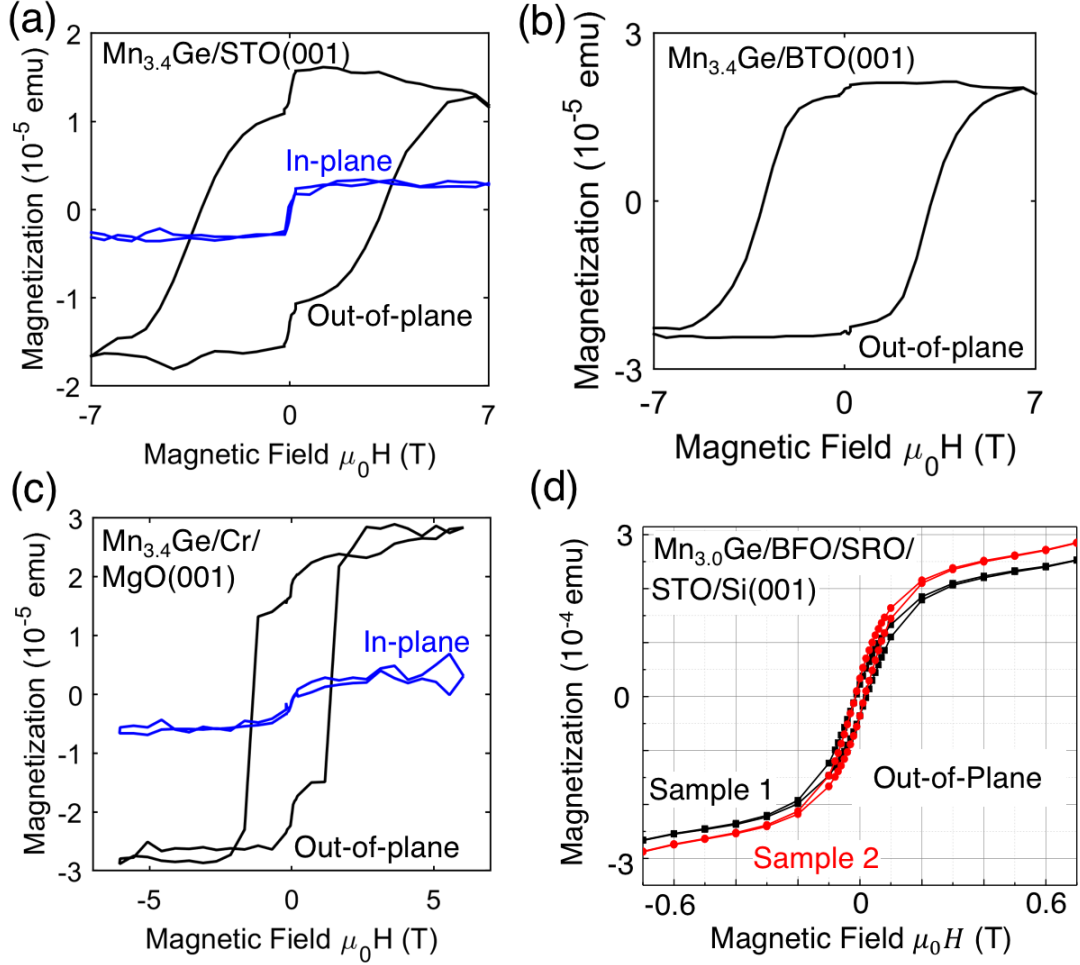 (a)
Mn3.4Ge/STO(001)
Magnetization (10-5 emu)
2
1
0
-1
-2
In-plane
Out-of-plane
-7
0
7
Magnetic Field μ0H (T)
(b)
Mn3.4Ge/BTO(001)
Magnetization (10-5 emu)
3
0
-3
Out-of-plane
-7
0
7
Magnetic Field μ0H (T)
(c)
Mn3.4Ge/Cr/
MgO(001)
Magnetization (10-5 emu)
3
2
1
0
-1
-2
-3
In-plane
Out-of-plane
-5
0
5
Magnetic Field μ0H (T)
(d)
Mn3.0Ge/BFO/SRO/
STO/Si(001)
Magnetization (10-4 emu)
3
0
-3
Sample 1
Out-of-Plane
Sample 2
-0.6
0
0.6
Magnetic Field μ0H (T)